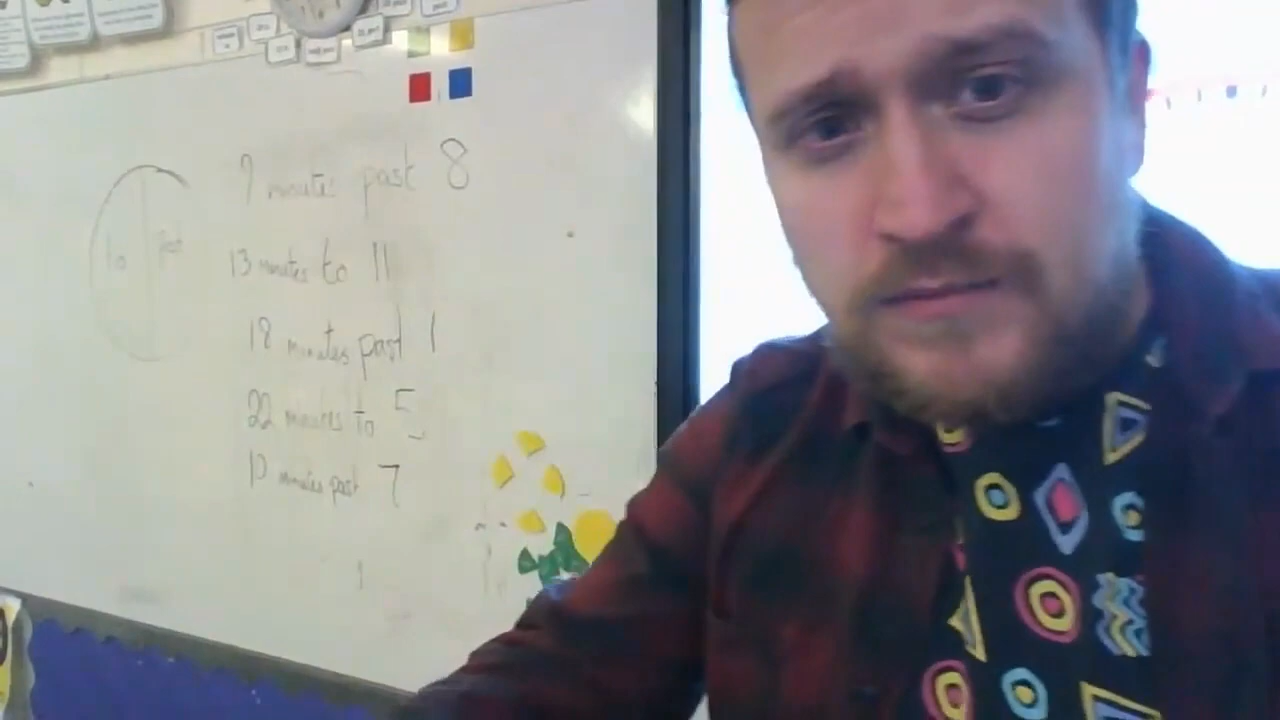 to past
7 minutes past 8
13 minutes to 11
18 minutes past 1
22 minutes to 5
10 minutes past 7